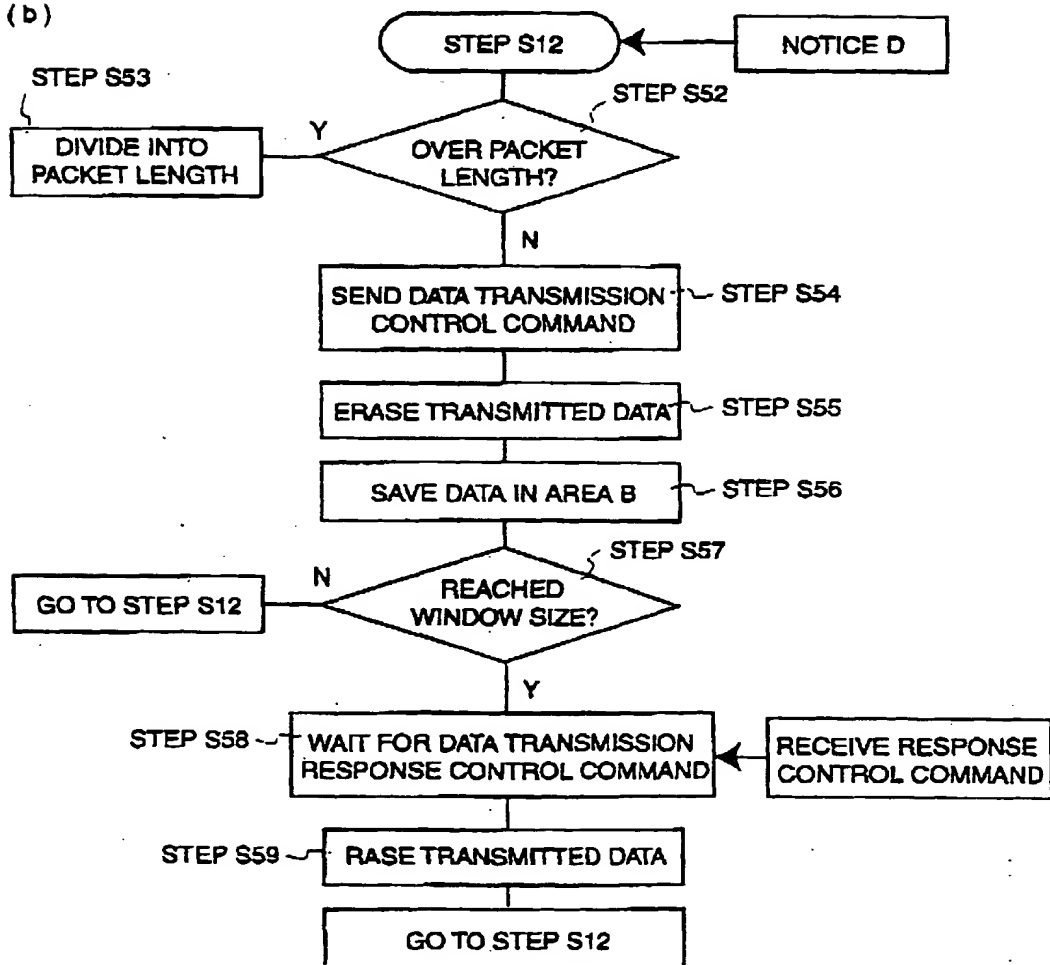 (b)
STEP S12
NOTICE D
STEP S53
STEP S52
Y
DIVIDE INTO
PACKET LENGTH
OVER PACKET
LENGTH?
N
SEND DATA TRANSMISSION
CONTROL COMMAND
STEP S54
ERASE TRANSMITTED DATA
STEP S55
SAVE DATA IN AREA B
STEP S56
STEP S57
N
GO TO STEP S12
REACHED
WINDOW SIZE?
Y
STEP S58
WAIT FOR DATA TRANSMISSION
RESPONSE CONTROL COMMAND
RECEIVE RESPONSE
CONTROL COMMAND
STEP S59
RASE TRANSMITTED DATA
GO TO STEP S12